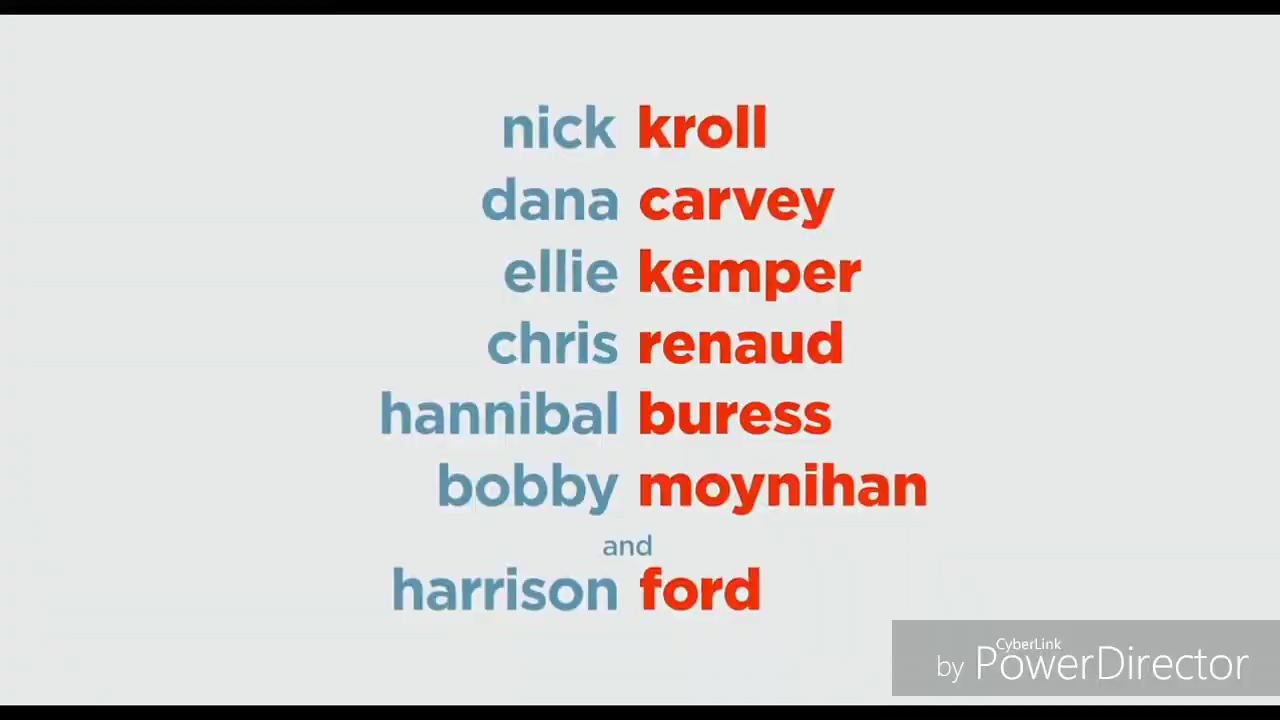 nick kroll
dana carvey
ellie kemper
chris renaud
hannibal buress
bobby moynihan
and
harrison ford
CyberLink
by PowerDirector